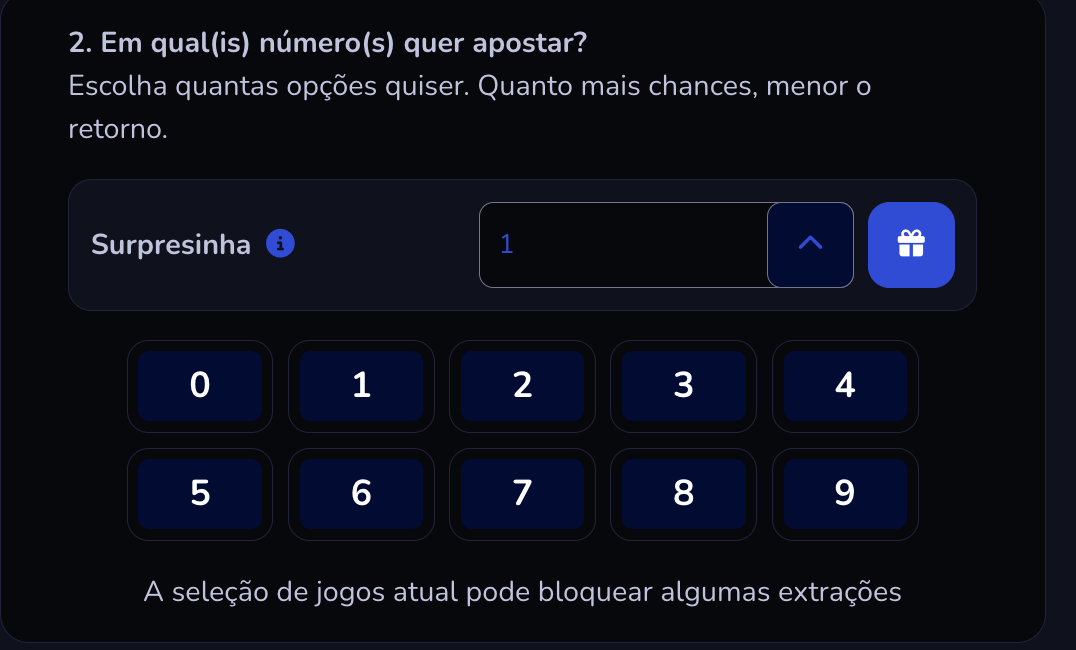 2. Em qual(is) número(s) quer apostar?
Escolha quantas opções quiser. Quanto mais chances, menor o
retorno.
Surpresinha i 1
0 1 2 3 4
5 6 7 8 9
A seleção de jogos atual pode bloquear algumas extrações